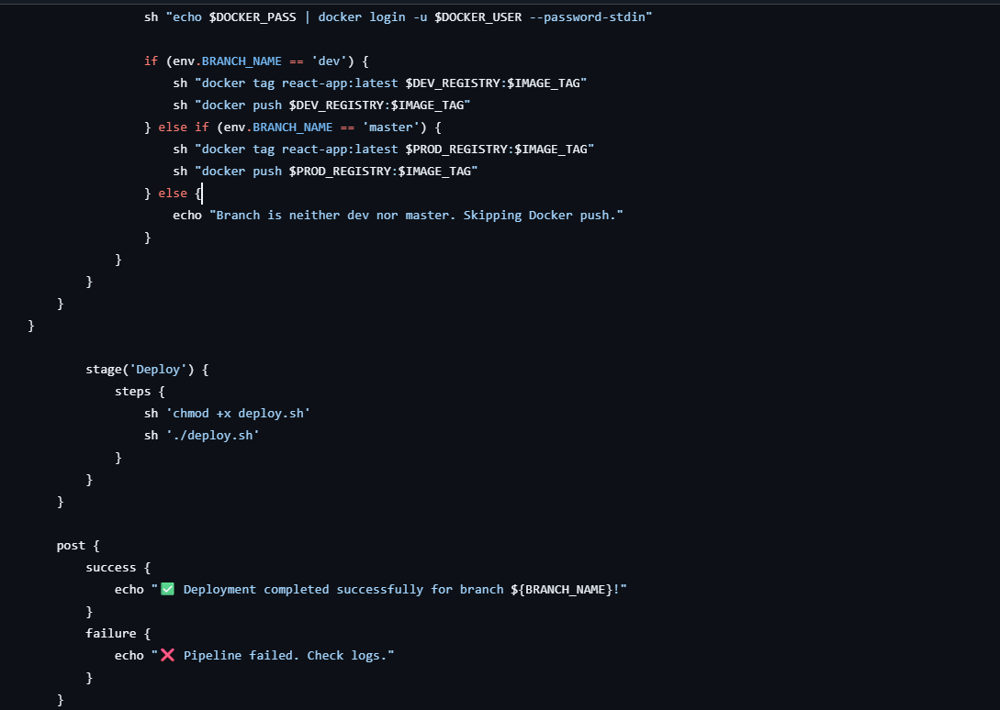 sh "echo $DOCKER_PASS | docker login -u $DOCKER_USER --password-stdin"
if (env.BRANCH_NAME == 'dev') {
sh "docker tag react-app:latest $DEV_REGISTRY:$IMAGE_TAG"
sh "docker push $DEV_REGISTRY:$IMAGE_TAG"
} else if (env.BRANCH_NAME == 'master') {
sh "docker tag react-app:latest $PROD_REGISTRY:$IMAGE_TAG"
sh "docker push $PROD_REGISTRY:$IMAGE_TAG"
} else {
echo "Branch is neither dev nor master. Skipping Docker push."
}
}
}
}
}
stage('Deploy') {
steps {
sh 'chmod +x deploy.sh'
sh './deploy.sh'
}
}
}
post {
success {
echo "✅ Deployment completed successfully for branch ${BRANCH_NAME}!"
}
failure {
echo "❌ Pipeline failed. Check logs."
}
}